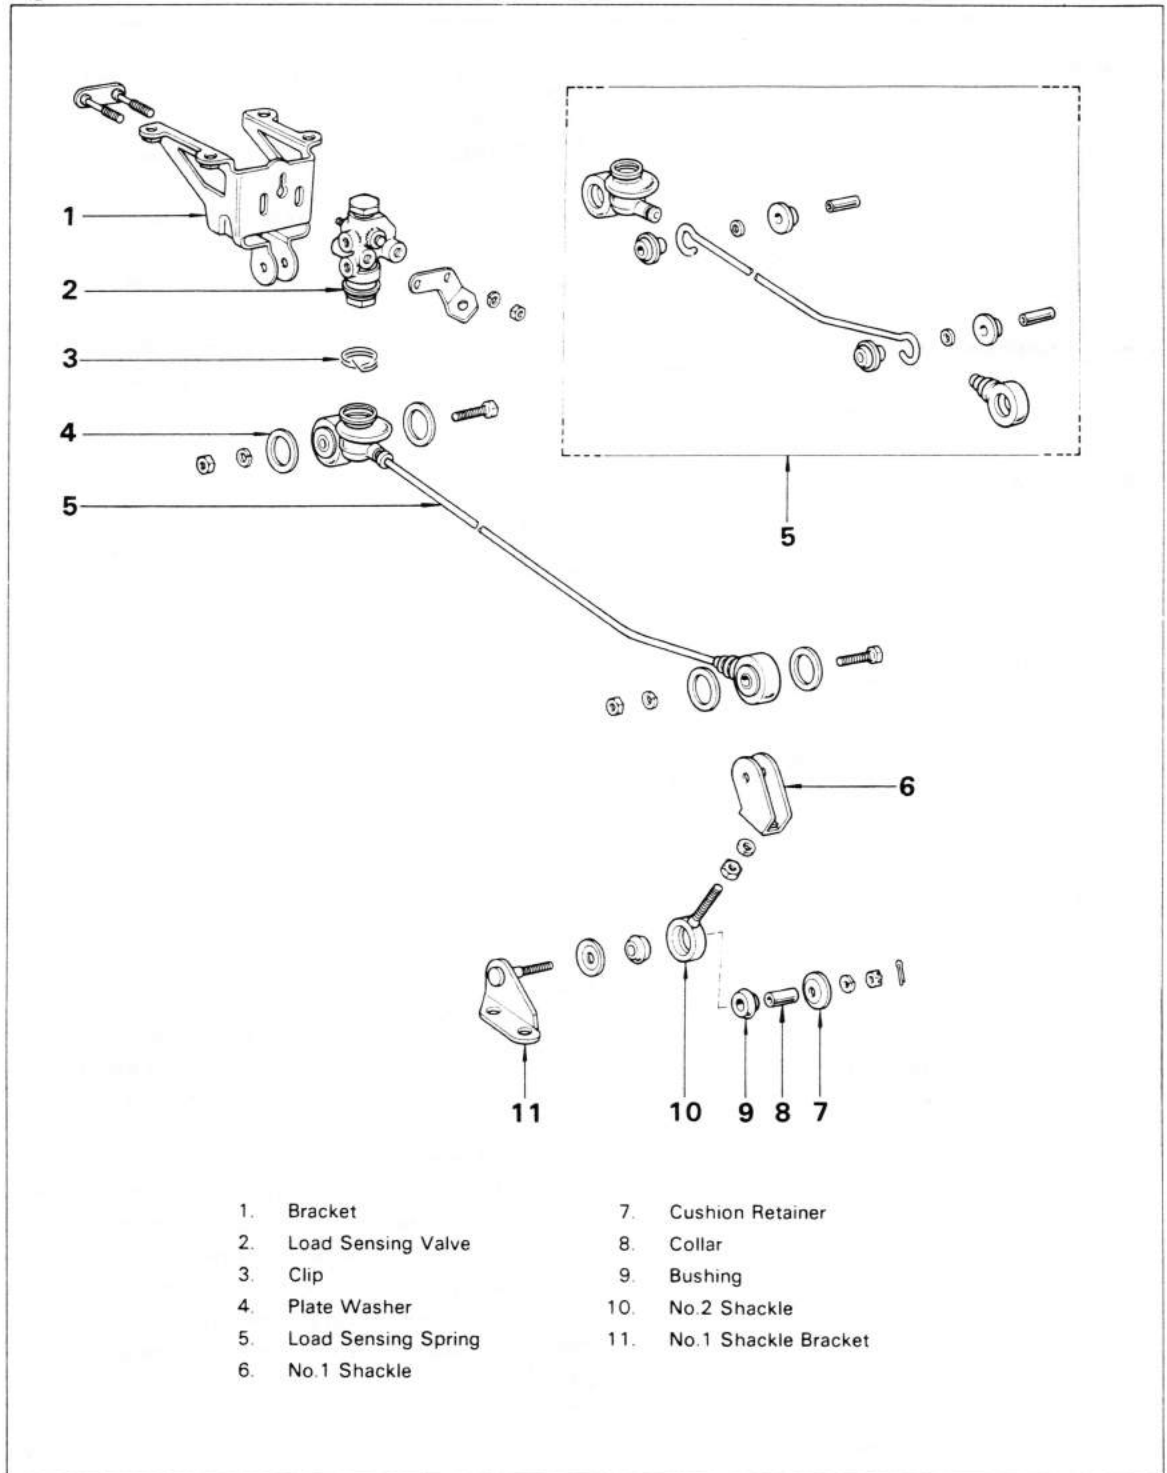 1
2
3
4
5
5
6
11
10
9
8
7
1. Bracket
2. Load Sensing Valve
3. Clip
4. Plate Washer
5. Load Sensing Spring
6. No.1 Shackle
7. Cushion Retainer
8. Collar
9. Bushing
10. No.2 Shackle
11. No.1 Shackle Bracket